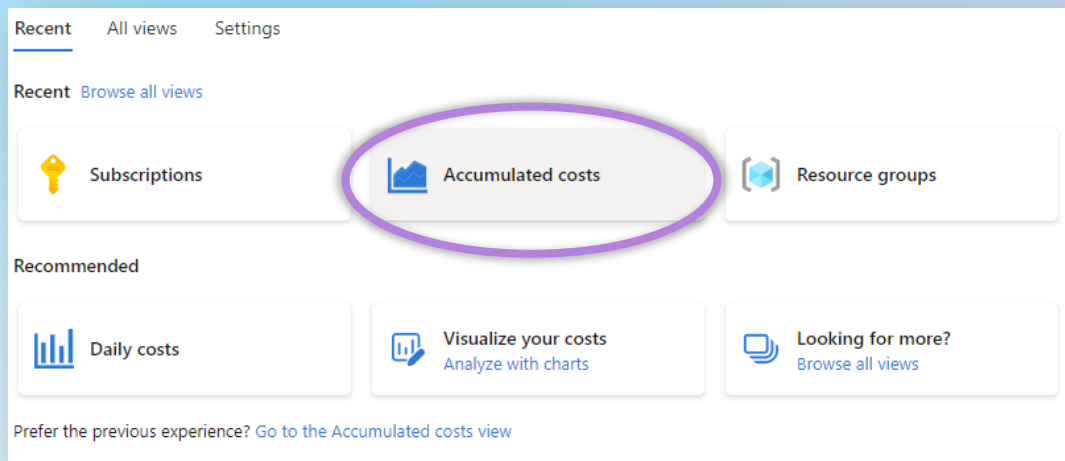 Recent All views Settings
Recent Browse all views
Subscriptions
Accumulated costs
Resource groups
Recommended
Daily costs
Visualize your costs
Analyze with charts
Looking for more?
Browse all views
Prefer the previous experience? Go to the Accumulated costs view